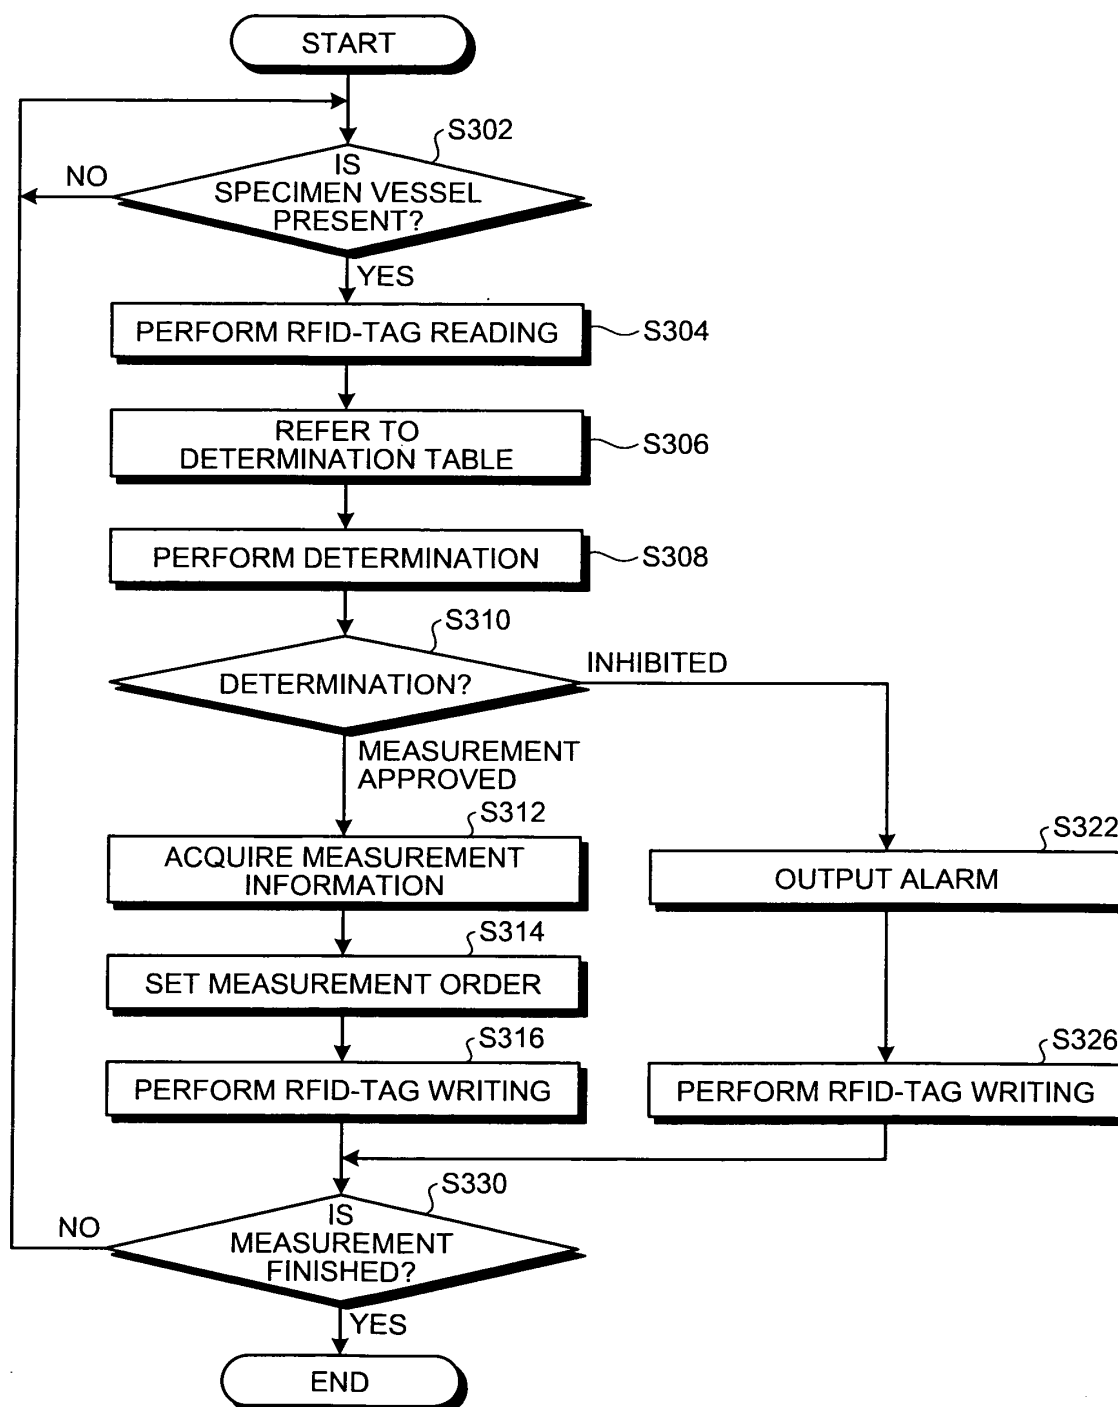 START
S302
IS
SPECIMEN VESSEL
PRESENT?
NO
YES
PERFORM RFID-TAG READING
S304
REFER TO
DETERMINATION TABLE
S306
PERFORM DETERMINATION
S308
S310
DETERMINATION?
INHIBITED
MEASUREMENT
APPROVED
S312
ACQUIRE MEASUREMENT
INFORMATION
S322
OUTPUT ALARM
S314
SET MEASUREMENT ORDER
S316
PERFORM RFID-TAG WRITING
S326
PERFORM RFID-TAG WRITING
S330
IS
MEASUREMENT
FINISHED?
NO
YES
END